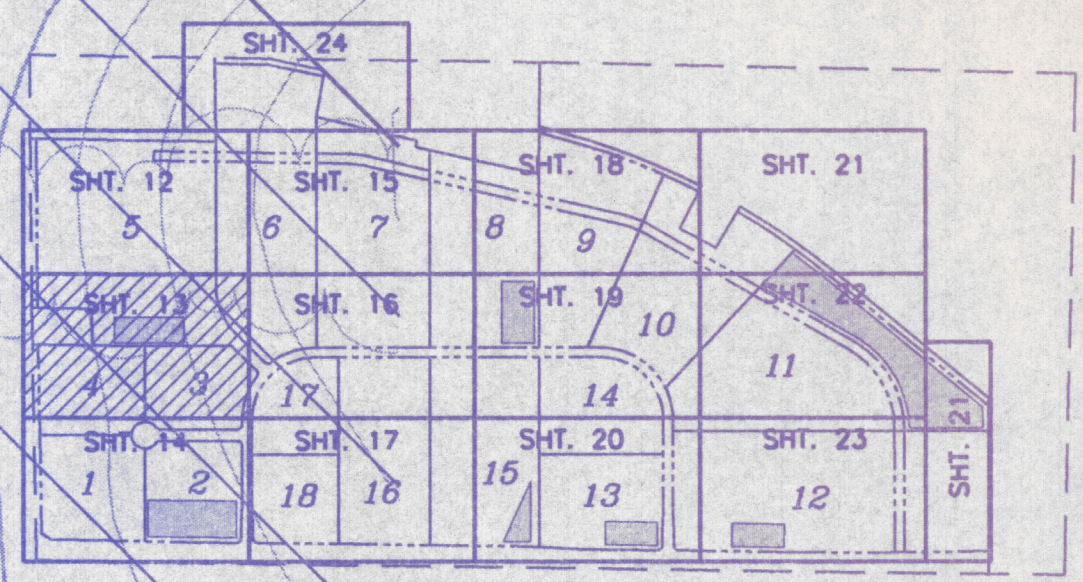 SHT. 24
SHT. 12
SHT. 15
SHT. 18
SHT. 21
5
6
7
8
9
SHT. 13
SHT. 16
SHT. 19
SHT. 22
10
11
4
3
17
14
SHT. 21
SHT. 14
SHT. 17
SHT. 20
SHT. 23
1
2
18
16
15
13
12